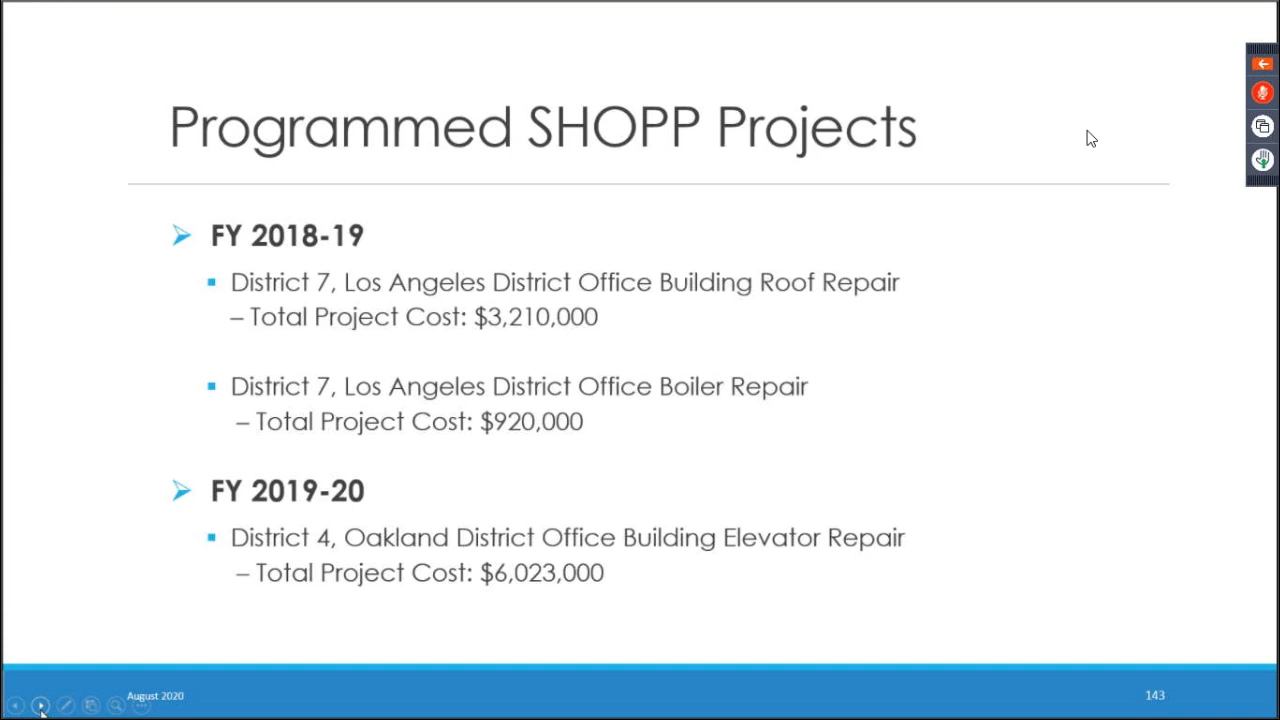 Programmed SHOPP Projects
FY 2018-19
District 7, Los Angeles District Office Building Roof Repair
– Total Project Cost: $3,210,000
District 7, Los Angeles District Office Boiler Repair
– Total Project Cost: $920,000
FY 2019-20
District 4, Oakland District Office Building Elevator Repair
– Total Project Cost: $6,023,000
August 2020
143